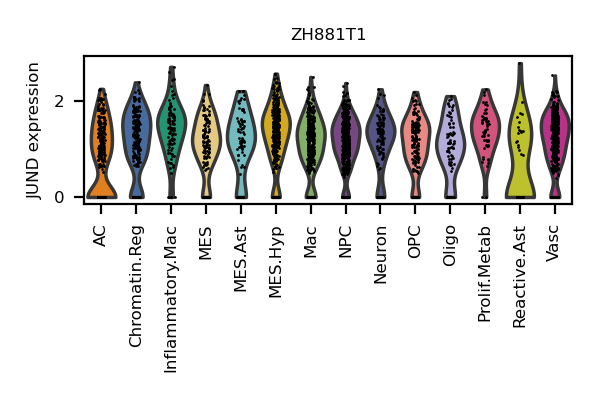 ZH881T1
JUND expression
2
0
AC
Chromatin.Reg
Inflammatory.Mac
MES
MES.Ast
MES.Hyp
Mac
NPC
Neuron
OPC
Oligo
Prolif.Metab
Reactive.Ast
Vasc